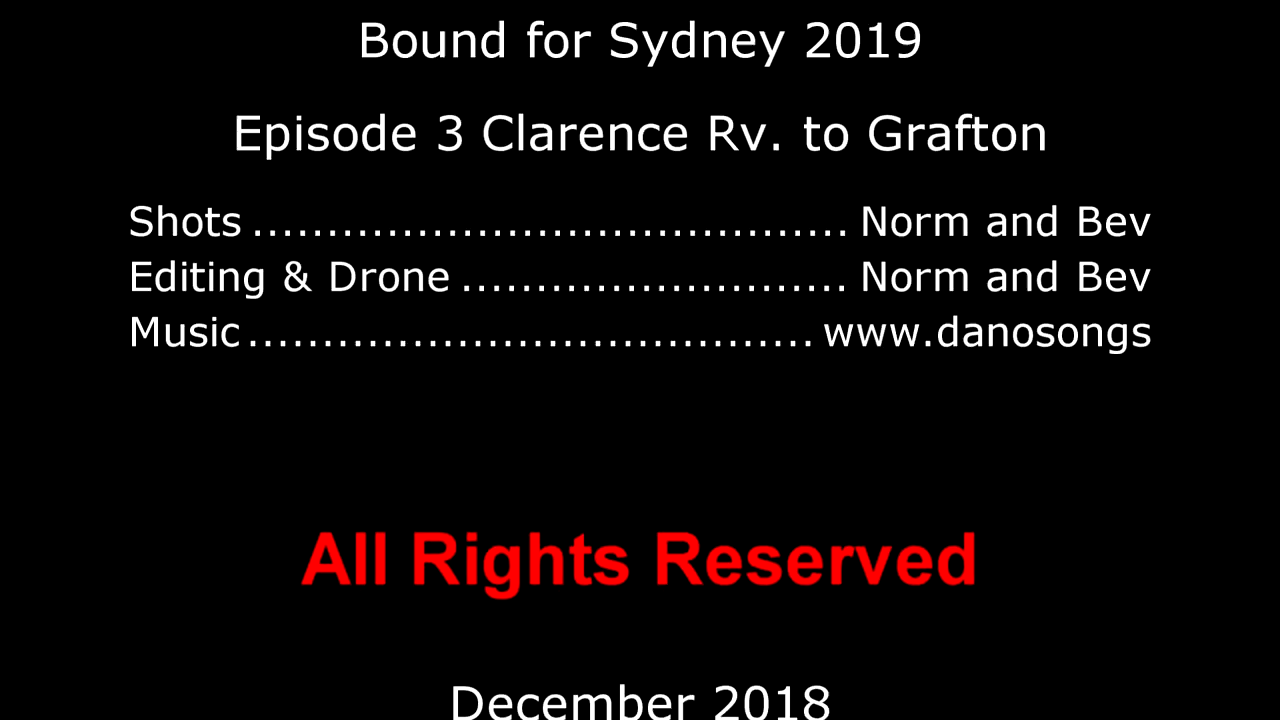 Bound for Sydney 2019
Episode 3 Clarence Rv. to Grafton
Shots ........................................ Norm and Bev
Editing & Drone .......................... Norm and Bev
Music ...................................... www.danosongs
All Rights Reserved
December 2018